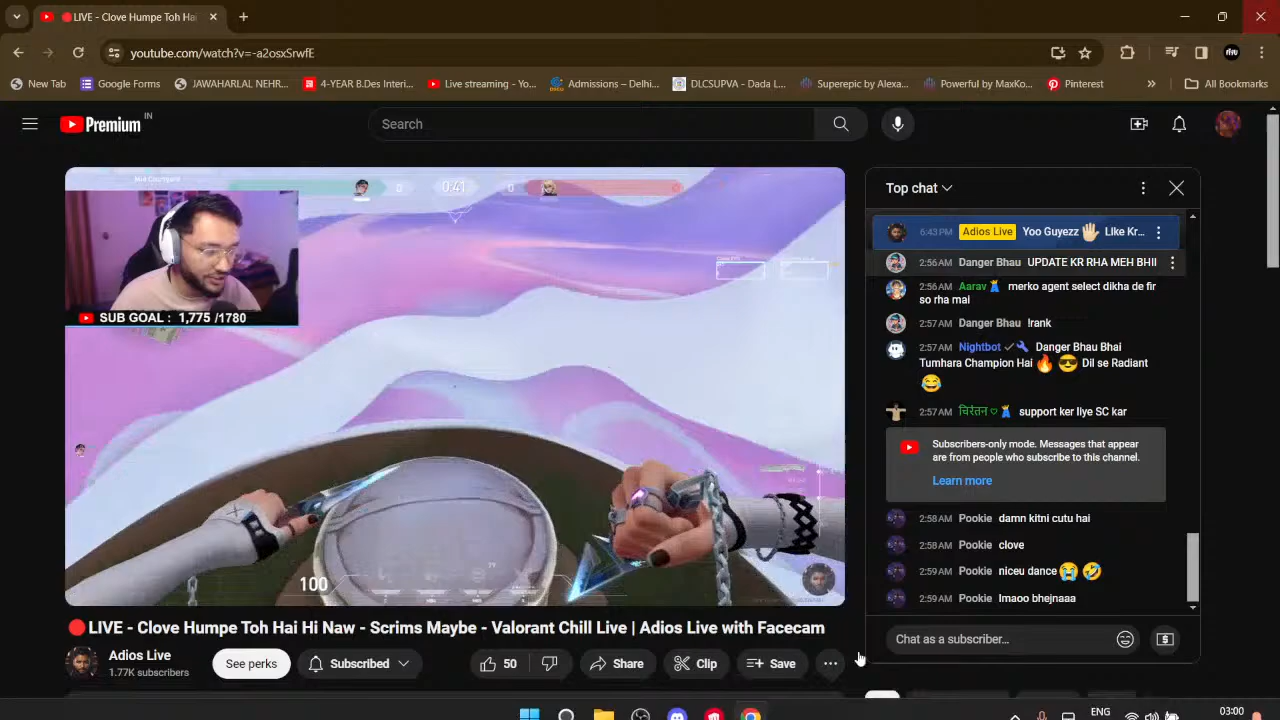 🔴LIVE - Clove Humpe Toh Hai
youtube.com/watch?v=-a2osxSrwfE
New Tab
Google Forms
JAWAHARLAL NEHR...
4-YEAR B.Des Interi...
Live streaming - Yo...
Admissions – Delhi...
DLCSUPVA - Dada L...
Superepic by Alexa...
Powerful by MaxKo...
Pinterest
»
All Bookmarks
Premium IN
Search
Mid Courtyard
0 0:41 0
SUB GOAL : 1,775 /1780
100
Top chat
6:43 PM Adios Live Yoo Guyezz🖐🏻 Like Kr...
2:56 AM Danger Bhau UPDATE KR RHA MEH BHII
2:56 AM Aarav merko agent select dikha de fir
so rha mai
2:57 AM Danger Bhau !rank
2:57 AM Nightbot Danger Bhau Bhai
Tumhara Champion Hai 🔥 😎 Dil se Radiant
😂
2:57 AM चिरंतन support ker liye SC kar
Subscribers-only mode. Messages that appear
are from people who subscribe to this channel.
Learn more
2:58 AM Pookie damn kitni cutu hai
2:58 AM Pookie clove
2:59 AM Pookie niceu dance😭🤣
2:59 AM Pookie lmaoo bhejnaaa
Chat as a subscriber...
🔴LIVE - Clove Humpe Toh Hai Hi Naw - Scrims Maybe - Valorant Chill Live | Adios Live with Facecam
Adios Live
1.77K subscribers
See perks
Subscribed
50
Share
Clip
Save
ENG
03:00